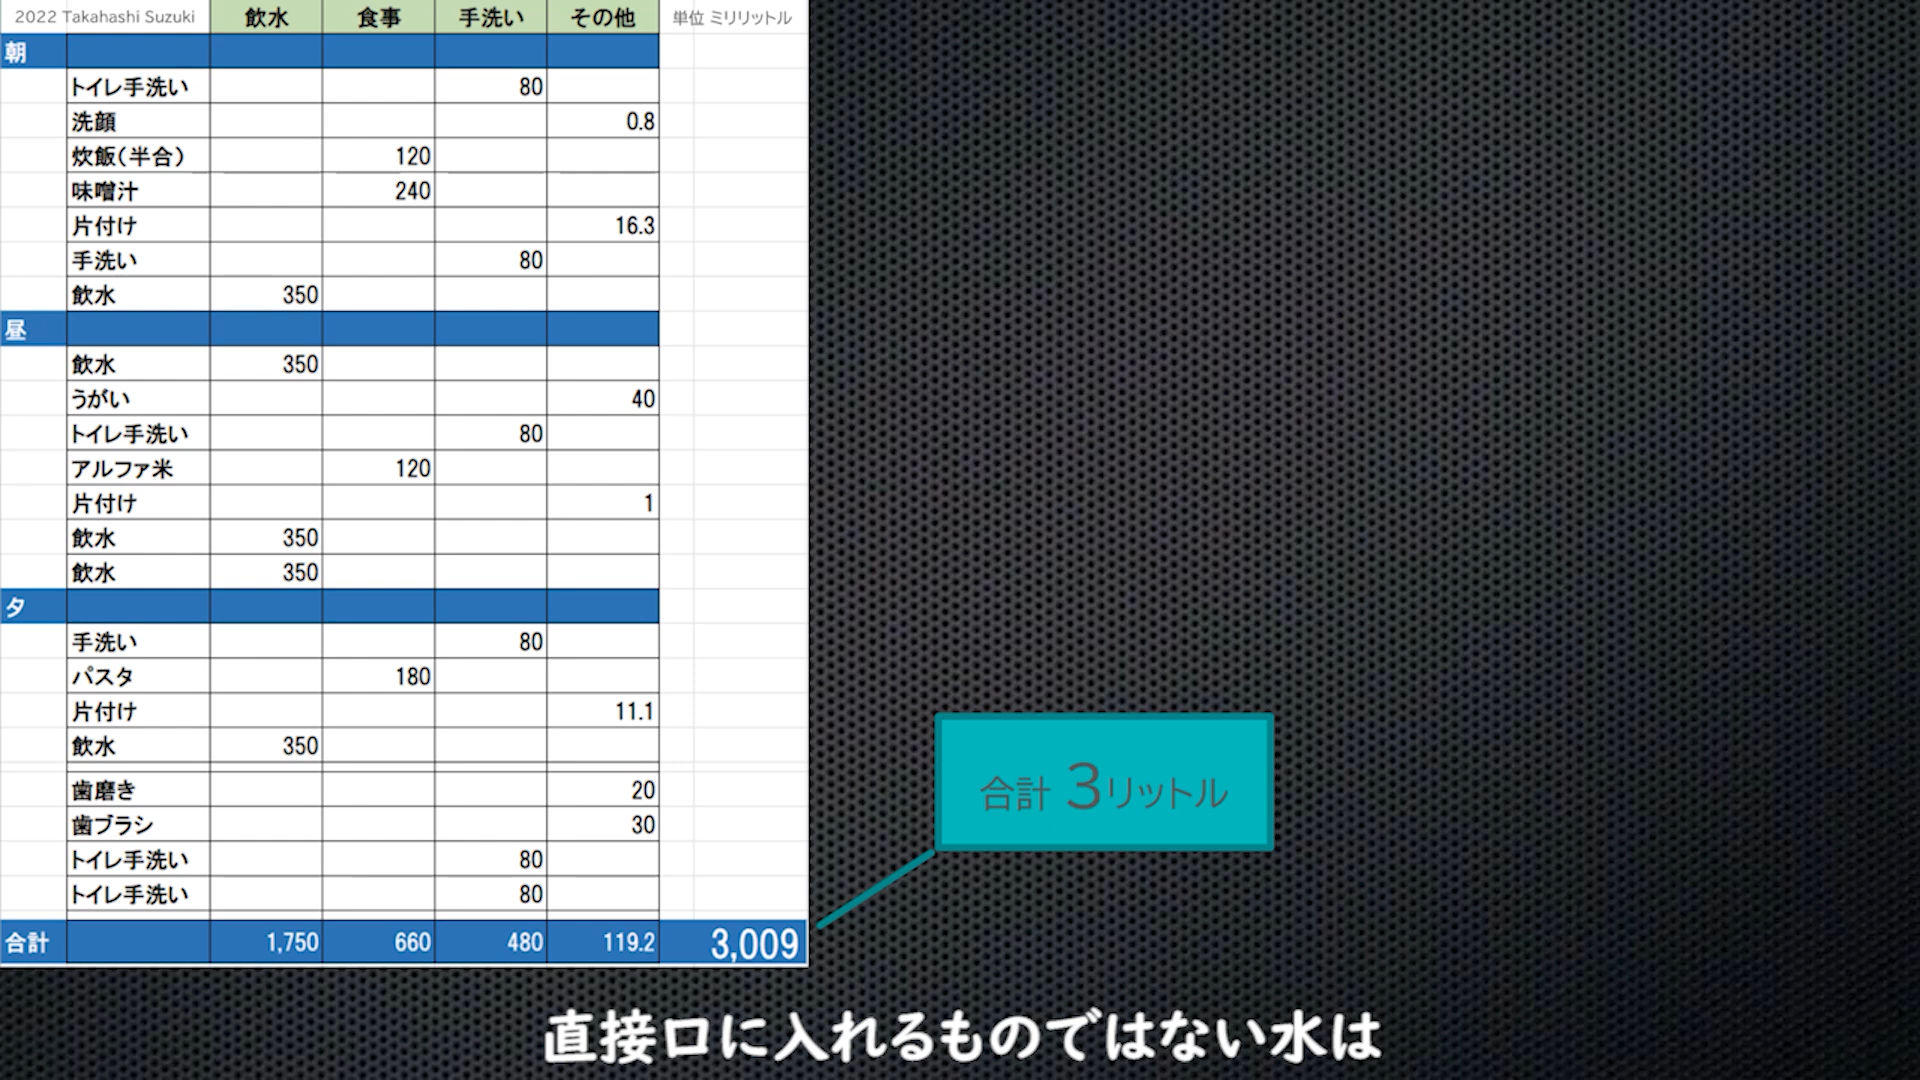 2022 Takahashi Suzuki 飲水 食事 手洗い その他 単位 ミリリットル
朝
トイレ手洗い 80
洗顔 0.8
炊飯（半合） 120
味噌汁 240
片付け 16.3
手洗い 80
飲水 350
昼
飲水 350
うがい 40
トイレ手洗い 80
アルファ米 120
片付け 1
飲水 350
飲水 350
夕
手洗い 80
パスタ 180
片付け 11.1
飲水 350
歯磨き 20
歯ブラシ 30
トイレ手洗い 80
トイレ手洗い 80
合計 1,750 660 480 119.2 3,009
合計 3リットル
直接口に入れるものではない水は